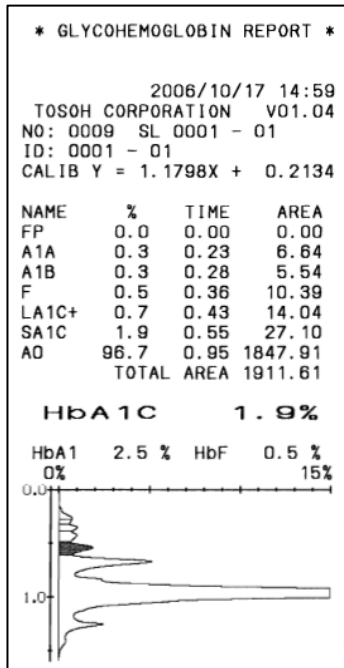 * GLYCOHEMOGLOBIN REPORT *
2006/10/17 14:59
TOSOH CORPORATION V01.04
NO: 0009 SL 0001 - 01
ID: 0001 - 01
CALIB Y = 1.1798X + 0.2134
NAME % TIME AREA
FP 0.0 0.00 0.00
A1A 0.3 0.23 6.64
A1B 0.3 0.28 5.54
F 0.5 0.36 10.39
LA1C+ 0.7 0.43 14.04
SA1C 1.9 0.55 27.10
A0 96.7 0.95 1847.91
TOTAL AREA 1911.61
HbA1C 1.9%
HbA1 2.5 % HbF 0.5 %
0% 15%
0.0
1.0